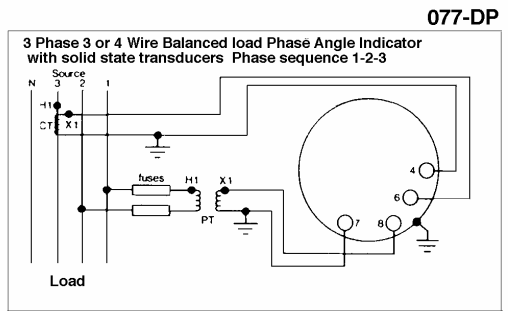 077-DP
3 Phase 3 or 4 Wire Balanced load Phase Angle Indicator
with solid state transducers Phase sequence 1-2-3
Source
N 3 2 1
H1
CT X1
4
fuses H1 X1
6
PT
7 8
Load